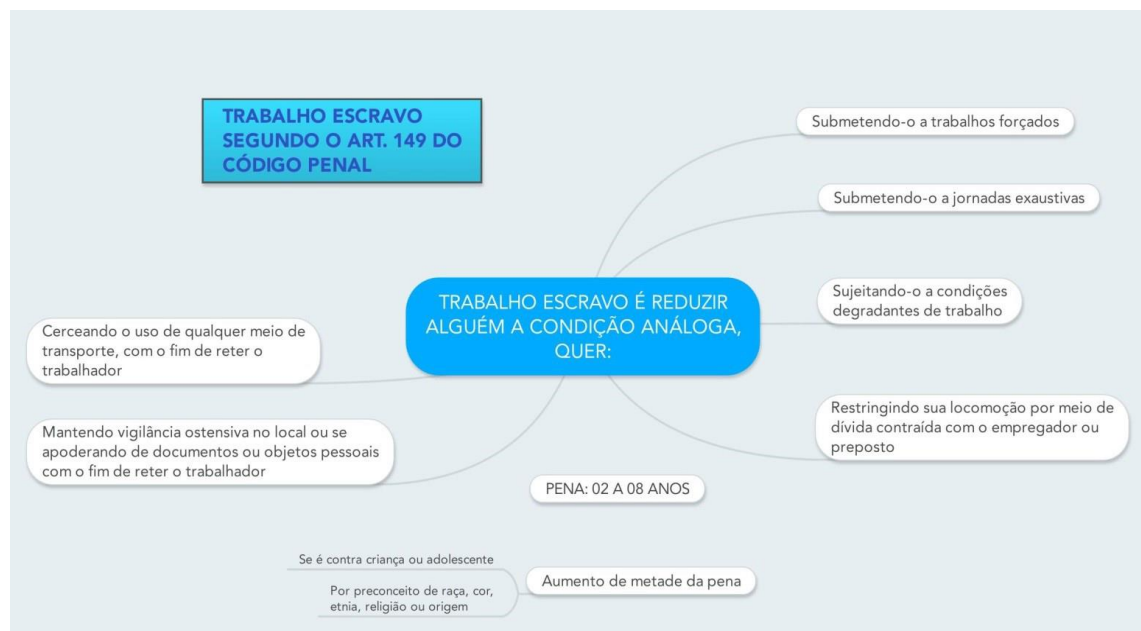 TRABALHO ESCRAVO
SEGUNDO O ART. 149 DO
CÓDIGO PENAL
TRABALHO ESCRAVO É REDUZIR
ALGUÉM A CONDIÇÃO ANÁLOGA,
QUER:
Submetendo-o a trabalhos forçados
Submetendo-o a jornadas exaustivas
Sujeitando-o a condições
degradantes de trabalho
Restringindo sua locomoção por meio de
dívida contraída com o empregador ou
preposto
Cerceando o uso de qualquer meio de
transporte, com o fim de reter o
trabalhador
Mantendo vigilância ostensiva no local ou se
apoderando de documentos ou objetos pessoais
com o fim de reter o trabalhador
PENA: 02 A 08 ANOS
Aumento de metade da pena
Se é contra criança ou adolescente
Por preconceito de raça, cor,
etnia, religião ou origem